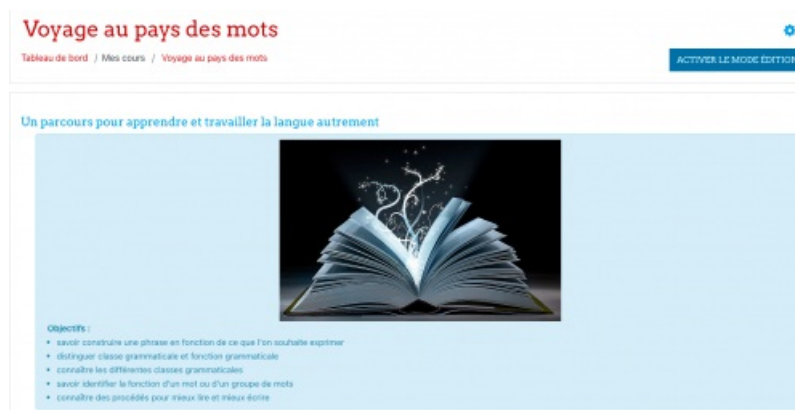 Voyage au pays des mots
Tableau de bord / Mes cours / Voyage au pays des mots
ACTIVER LE MODE ÉDITION
Un parcours pour apprendre et travailler la langue autrement
Objectifs :
• savoir construire une phrase en fonction de ce que l'on souhaite exprimer
• distinguer classe grammaticale et fonction grammaticale
• connaître les différentes classes grammaticales
• savoir identifier la fonction d'un mot ou d'un groupe de mots
• connaître des procédés pour mieux lire et mieux écrire